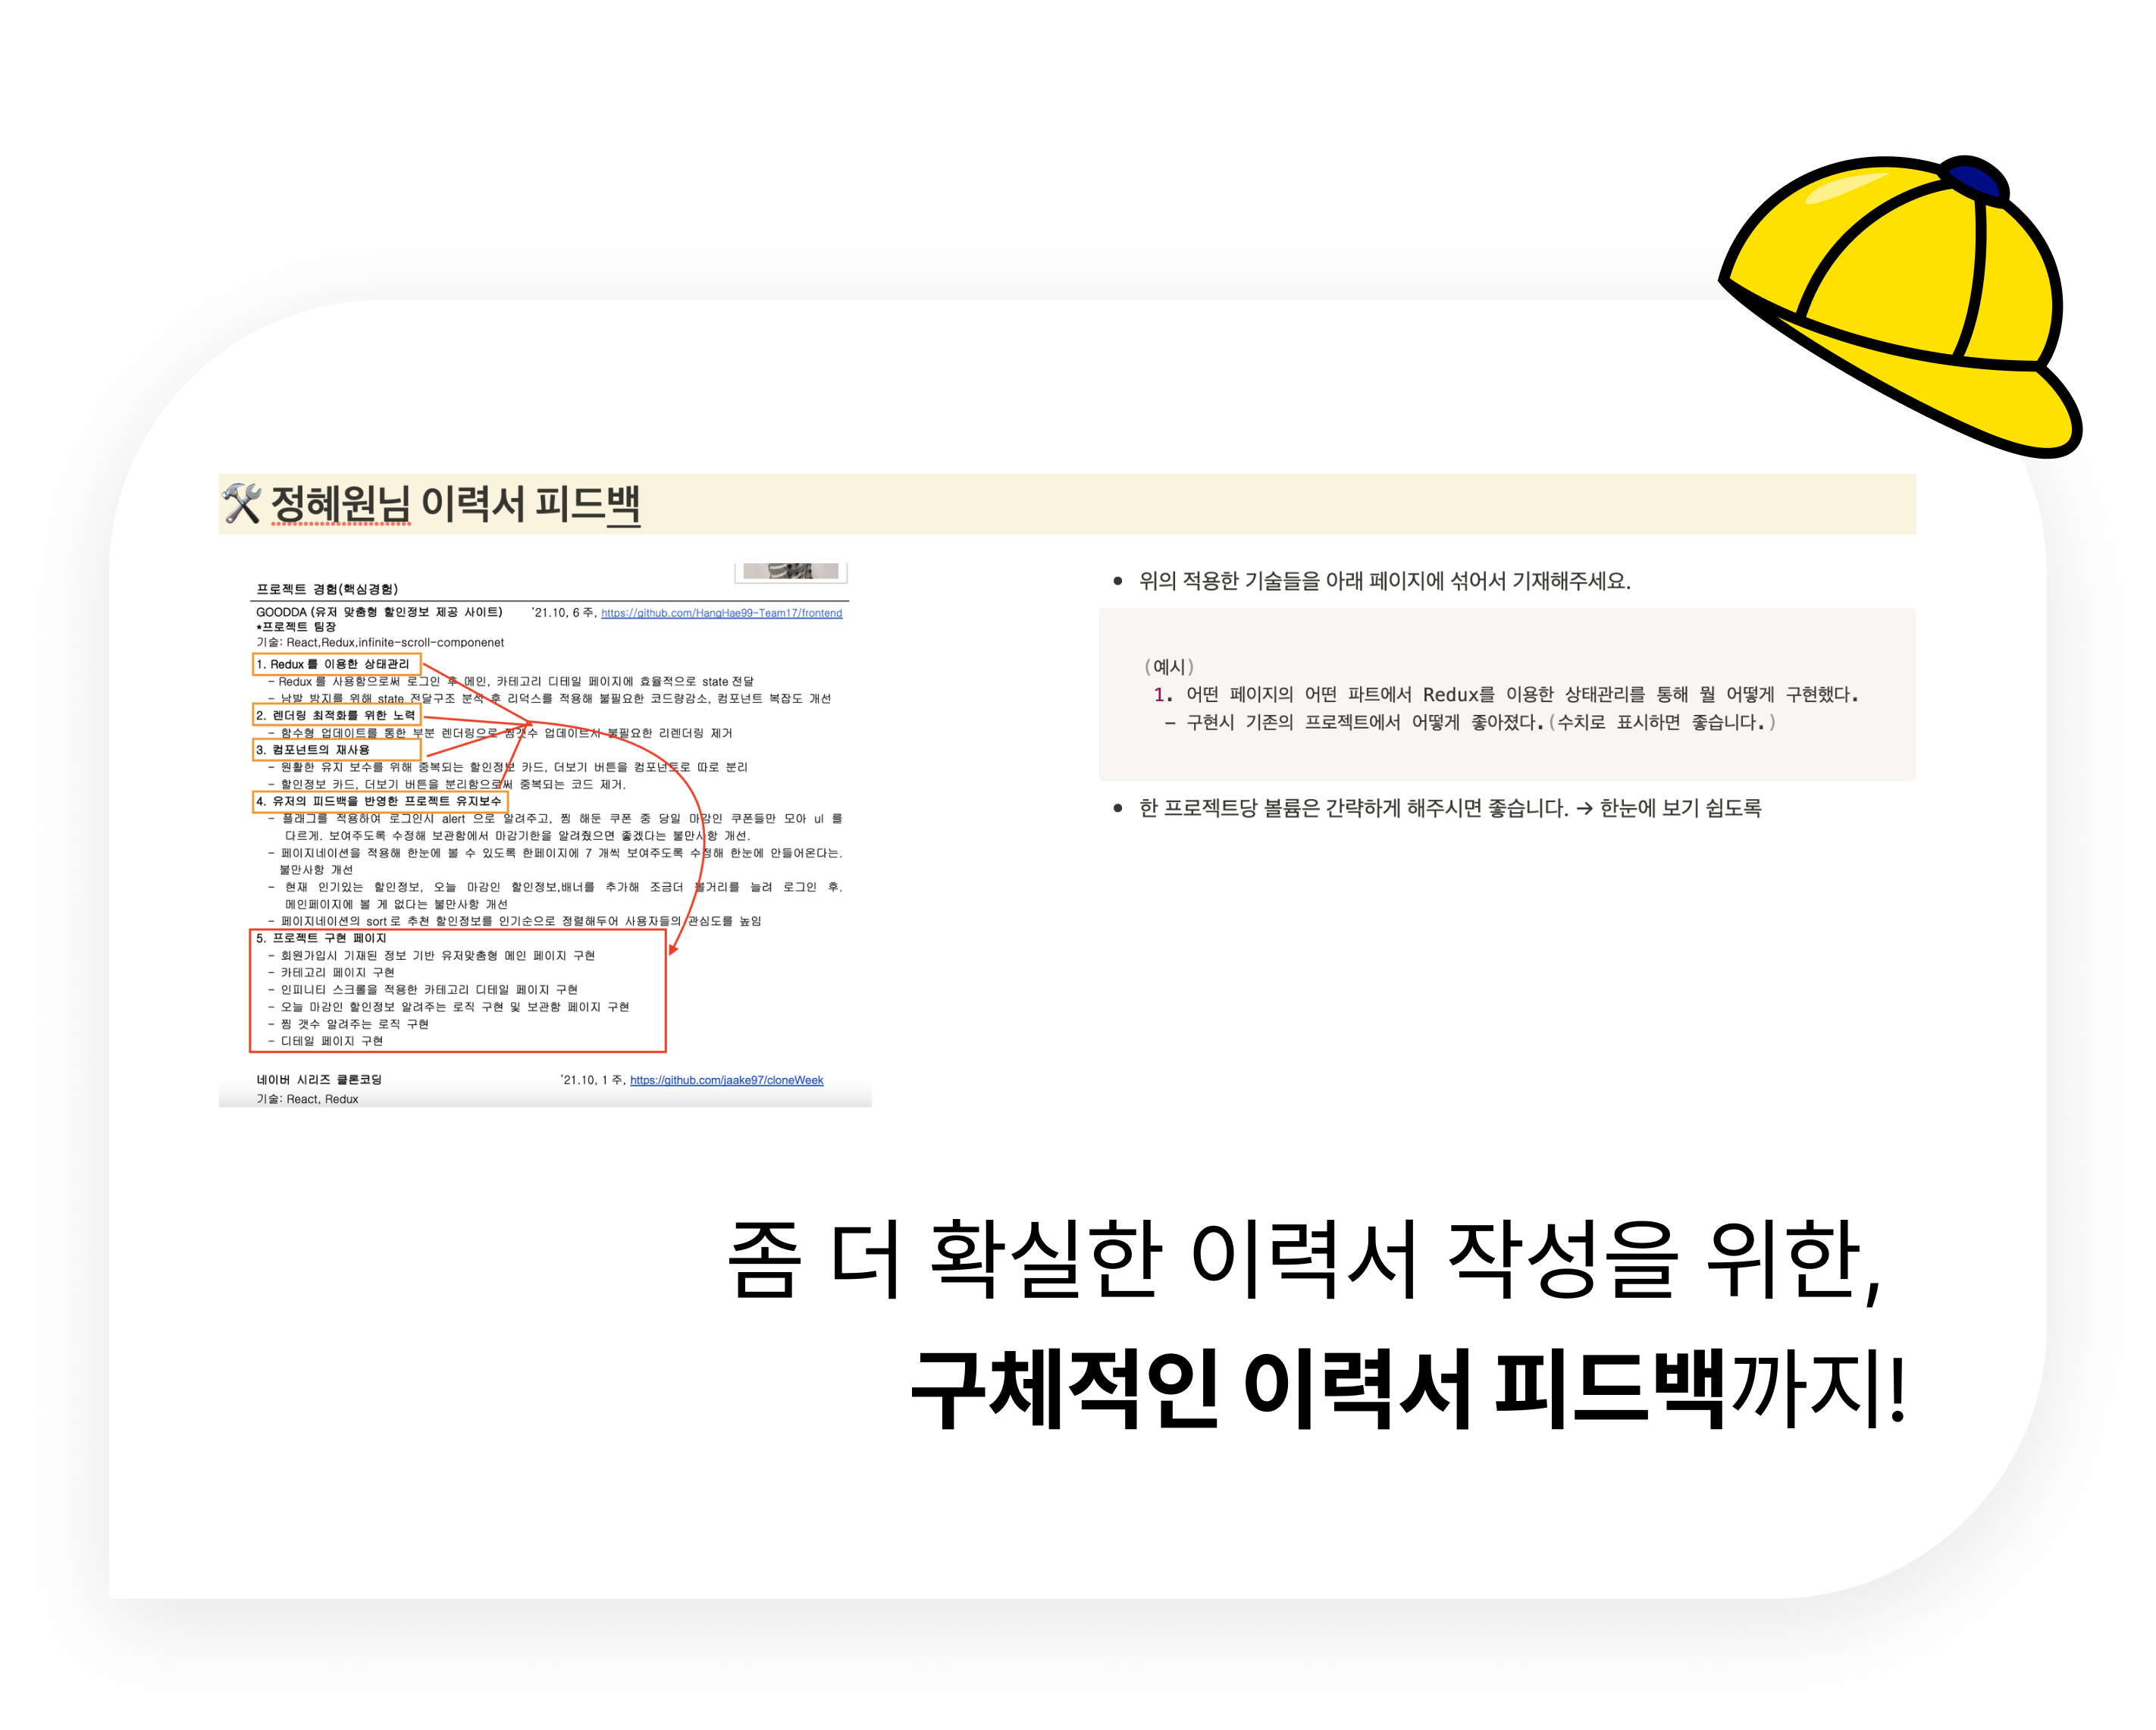 🛠 정혜원님 이력서 피드백
프로젝트 경험(핵심경험)
GOODDA (유저 맞춤형 할인정보 제공 사이트) '21.10, 6 주, https://github.com/HangHae99-Team17/frontend
*프로젝트 팀장
기술: React,Redux,infinite-scroll-componenet
1. Redux 를 이용한 상태관리
- Redux 를 사용함으로써 로그인 후 메인, 카테고리 디테일 페이지에 효율적으로 state 전달
- 남발 방지를 위해 state 전달구조 분석 후 리덕스를 적용해 불필요한 코드량감소, 컴포넌트 복잡도 개선
2. 렌더링 최적화를 위한 노력
- 함수형 업데이트를 통한 부분 렌더링으로 찜갯수 업데이트시 불필요한 리렌더링 제거
3. 컴포넌트의 재사용
- 원활한 유지 보수를 위해 중복되는 할인정보 카드, 더보기 버튼을 컴포넌트로 따로 분리
- 할인정보 카드, 더보기 버튼을 분리함으로써 중복되는 코드 제거.
4. 유저의 피드백을 반영한 프로젝트 유지보수
- 플래그를 적용하여 로그인시 alert 으로 알려주고, 찜 해둔 쿠폰 중 당일 마감인 쿠폰들만 모아 ul 를
다르게. 보여주도록 수정해 보관함에서 마감기한을 알려줬으면 좋겠다는 불만사항 개선.
- 페이지네이션을 적용해 한눈에 볼 수 있도록 한페이지에 7 개씩 보여주도록 수정해 한눈에 안들어온다는.
불만사항 개선
- 현재 인기있는 할인정보, 오늘 마감인 할인정보,배너를 추가해 조금더 볼거리를 늘려 로그인 후.
메인페이지에 볼 게 없다는 불만사항 개선
- 페이지네이션의 sort 로 추천 할인정보를 인기순으로 정렬해두어 사용자들의 관심도를 높임
5. 프로젝트 구현 페이지
- 회원가입시 기재된 정보 기반 유저맞춤형 메인 페이지 구현
- 카테고리 페이지 구현
- 인피니티 스크롤을 적용한 카테고리 디테일 페이지 구현
- 오늘 마감인 할인정보 알려주는 로직 구현 및 보관함 페이지 구현
- 찜 갯수 알려주는 로직 구현
- 디테일 페이지 구현
네이버 시리즈 클론코딩 '21.10, 1 주, https://github.com/jaake97/cloneWeek
기술: React, Redux
• 위의 적용한 기술들을 아래 페이지에 섞어서 기재해주세요.
(예시)
1. 어떤 페이지의 어떤 파트에서 Redux를 이용한 상태관리를 통해 뭘 어떻게 구현했다.
- 구현시 기존의 프로젝트에서 어떻게 좋아졌다.(수치로 표시하면 좋습니다.)
• 한 프로젝트당 볼륨은 간략하게 해주시면 좋습니다. → 한눈에 보기 쉽도록
좀 더 확실한 이력서 작성을 위한,
구체적인 이력서 피드백까지!